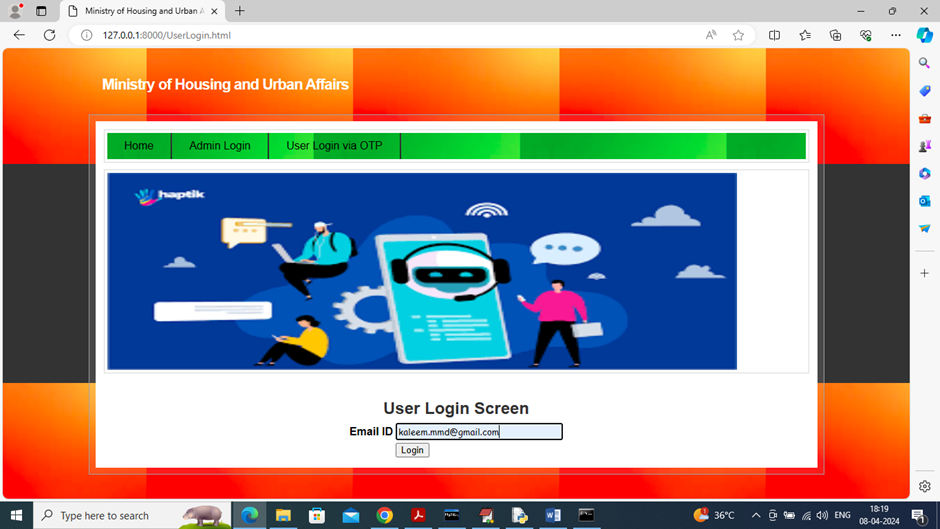 Ministry of Housing and Urban A
127.0.0.1:8000/UserLogin.html
Ministry of Housing and Urban Affairs
Home Admin Login User Login via OTP
haptik
User Login Screen
Email ID kaleem.mmd@gmail.com
Login
Type here to search
36°C ENG 18:19
08-04-2024